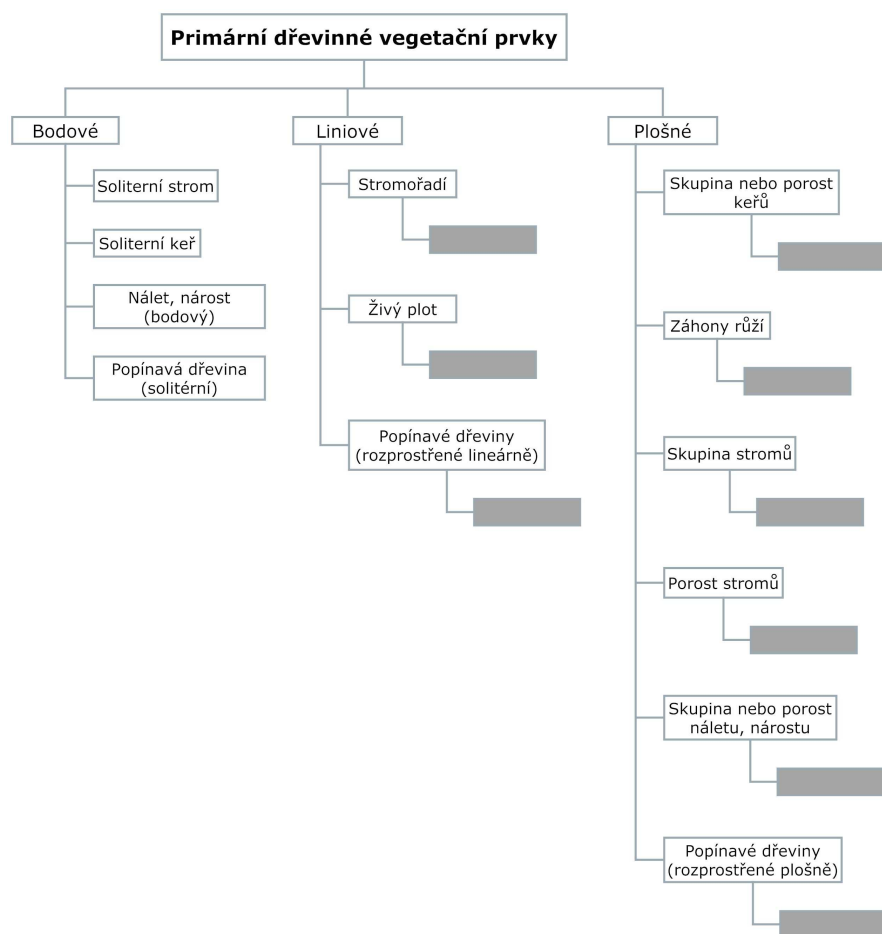 Primární dřevinné vegetační prvky
Bodové
Soliterní strom
Soliterní keř
Nálet, nárost
(bodový)
Popínavá dřevina
(solitérní)
Liniové
Stromořadí
Živý plot
Popínavé dřeviny
(rozprostřené lineárně)
Plošné
Skupina nebo porost
keřů
Záhony růží
Skupina stromů
Porost stromů
Skupina nebo porost
náletu, nárostu
Popínavé dřeviny
(rozprostřené plošně)